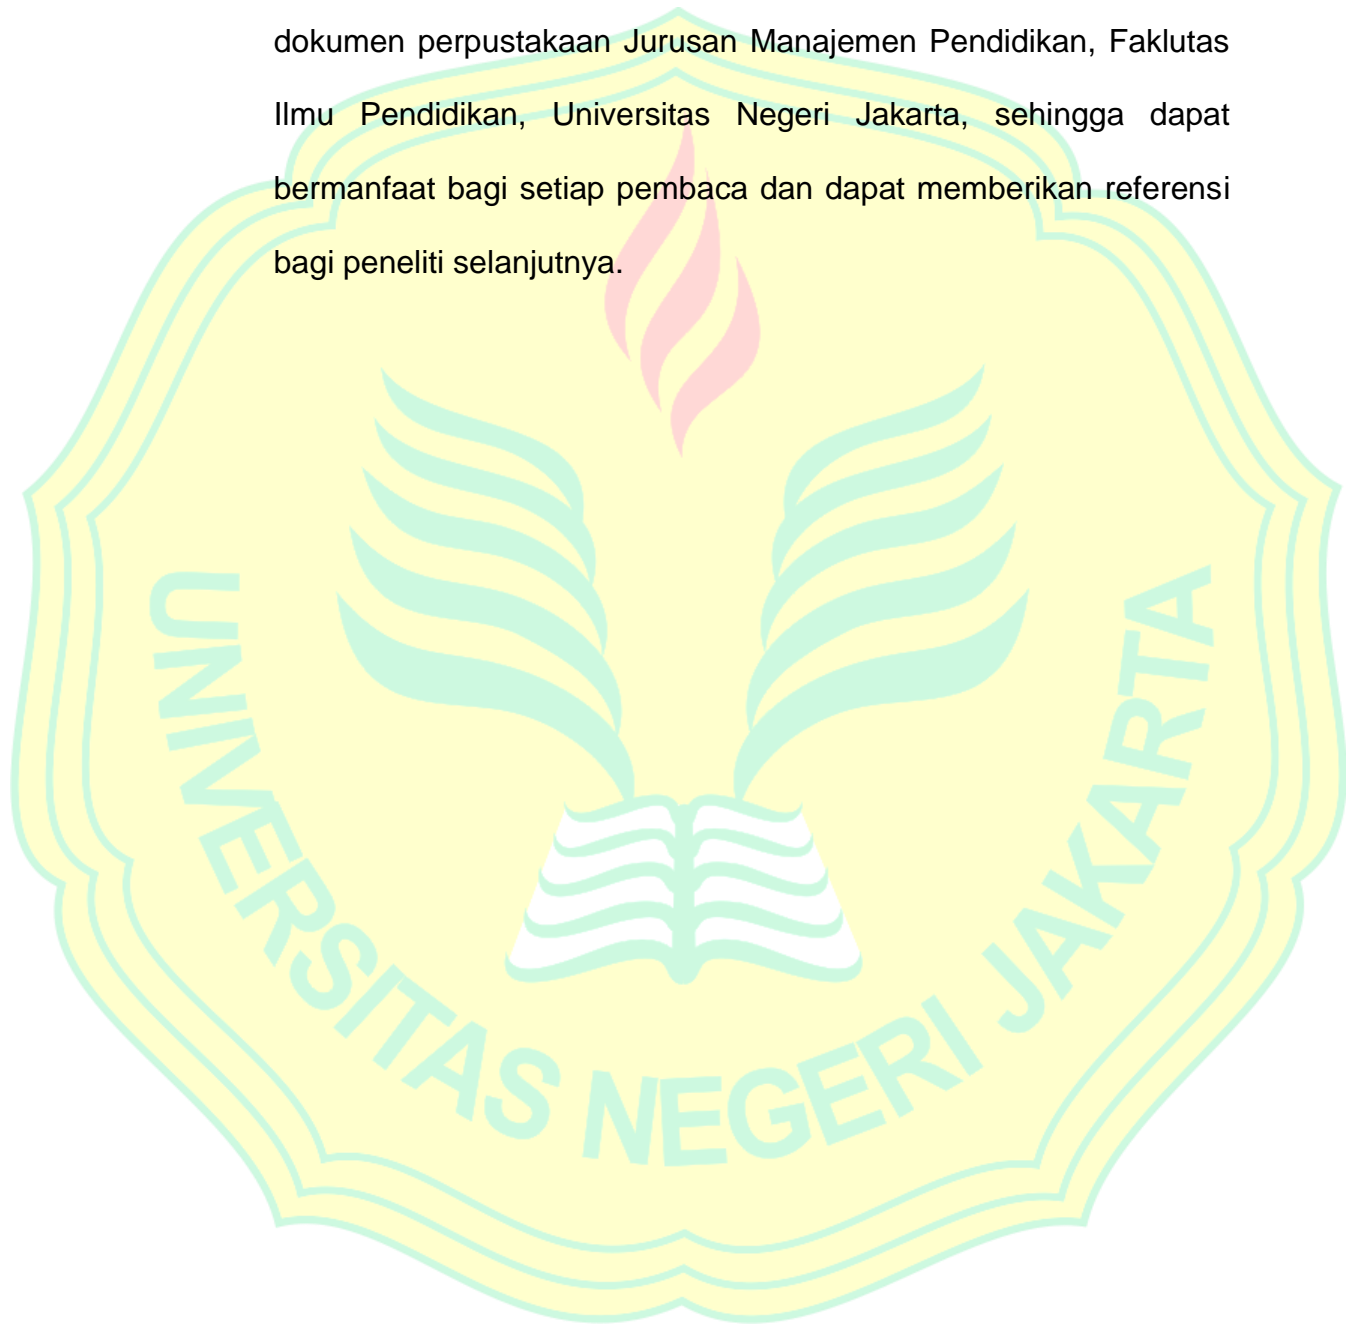 dokumen perpustakaan Jurusan Manajemen Pendidikan, Faklutas
Ilmu Pendidikan, Universitas Negeri Jakarta, sehingga dapat
bermanfaat bagi setiap pembaca dan dapat memberikan referensi
bagi peneliti selanjutnya.
UNIVERSITAS NEGERI JAKARTA